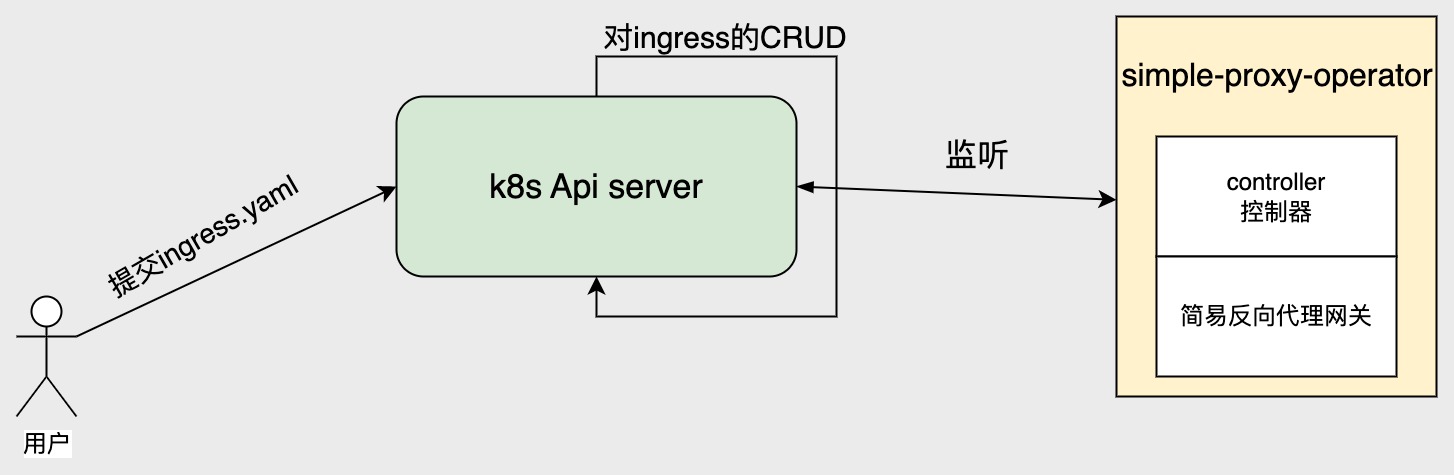 对ingress的CRUD
simple-proxy-operator
k8s Api server
监听
controller
控制器
提交ingress.yaml
简易反向代理网关
用户